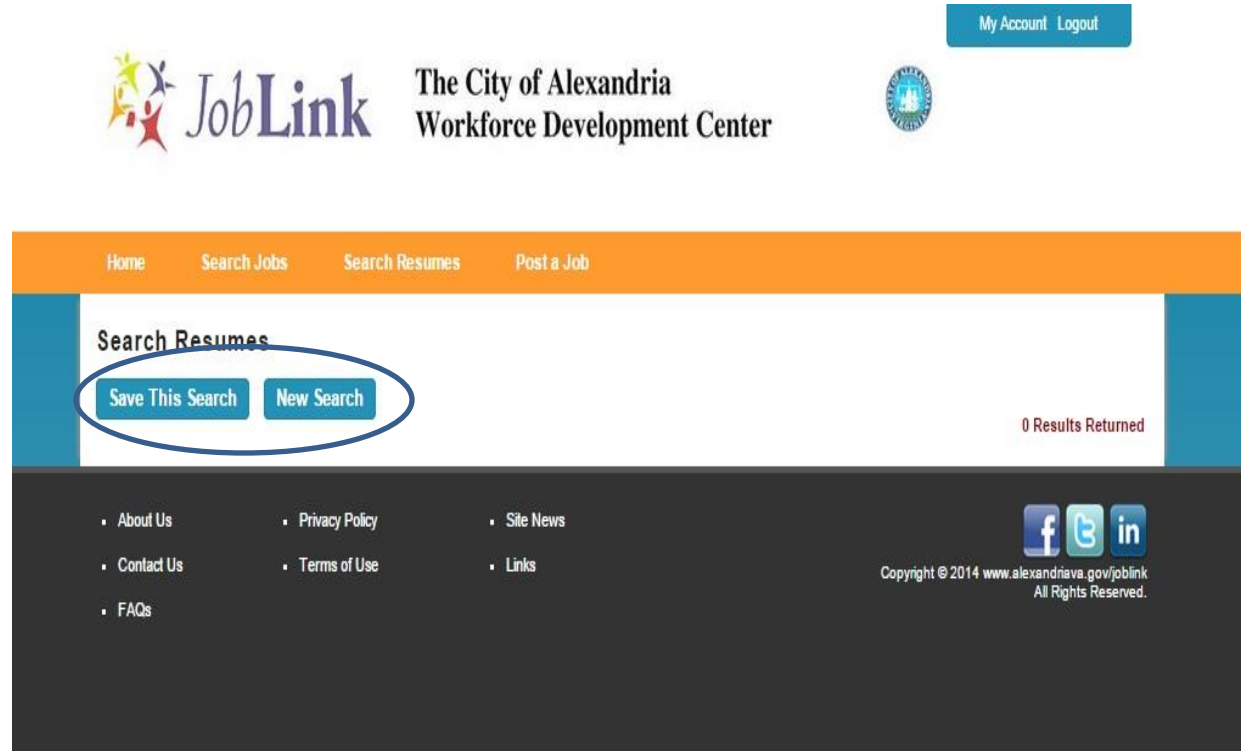 My Account Logout
JobLink
The City of Alexandria
Workforce Development Center
Home Search Jobs Search Resumes Post a Job
Search Resumes
Save This Search New Search
0 Results Returned
About Us Privacy Policy Site News
Contact Us Terms of Use Links
FAQs
Copyright © 2014 www.alexandriava.gov/joblink
All Rights Reserved.